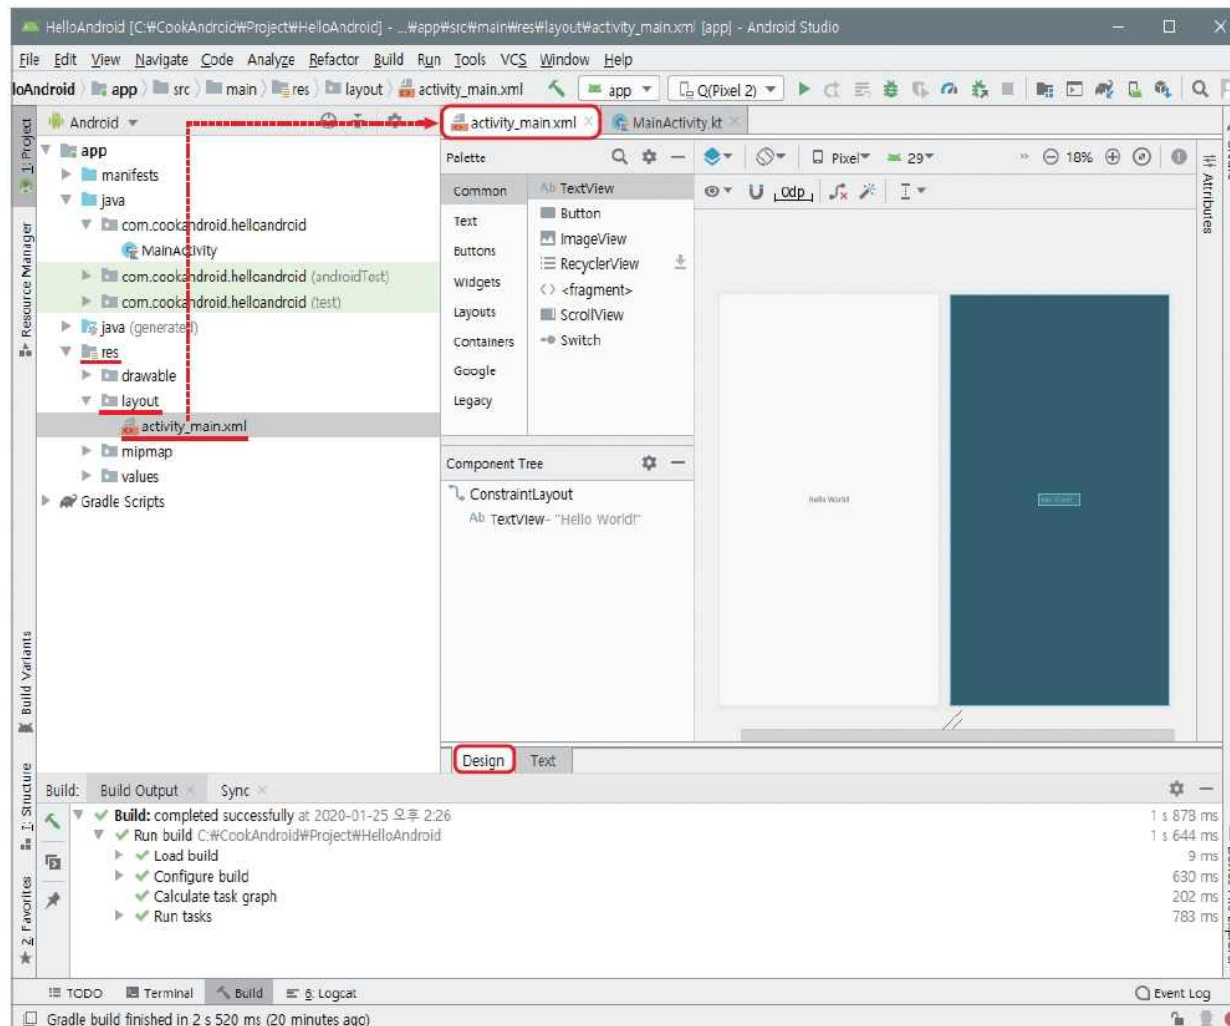 HelloAndroid [C:₩CookAndroid₩Project₩HelloAndroid] - ...₩app₩src₩main₩res₩layout₩activity_main.xml [app] - Android Studio
File Edit View Navigate Code Analyze Refactor Build Run Tools VCS Window Help
loAndroid app src main res layout activity_main.xml app Q(Pixel 2)
1: Project
Android
activity_main.xml MainActivity.kt
app
manifests
java
com.cookandroid.helloandroid
MainActivity
com.cookandroid.helloandroid (androidTest)
com.cookandroid.helloandroid (test)
java (generated)
res
drawable
layout
activity_main.xml
mipmap
values
Gradle Scripts
Resource Manager
Palette
Common
Text
Buttons
Widgets
Layouts
Containers
Google
Legacy
Ab TextView
Button
ImageView
RecyclerView
<fragment>
ScrollView
Switch
Pixel 29 18%
0dp
Attributes
Component Tree
ConstraintLayout
Ab TextView- "Hello World!"
Hello World!
Design Text
Build Variants
Z: Structure
2: Favorites
Build: Build Output Sync
Build: completed successfully at 2020-01-25 오후 2:26 1 s 878 ms
Run build C:₩CookAndroid₩Project₩HelloAndroid 1 s 644 ms
Load build 9 ms
Configure build 630 ms
Calculate task graph 202 ms
Run tasks 783 ms
TODO Terminal Build 6: Logcat Event Log
Gradle build finished in 2 s 520 ms (20 minutes ago)